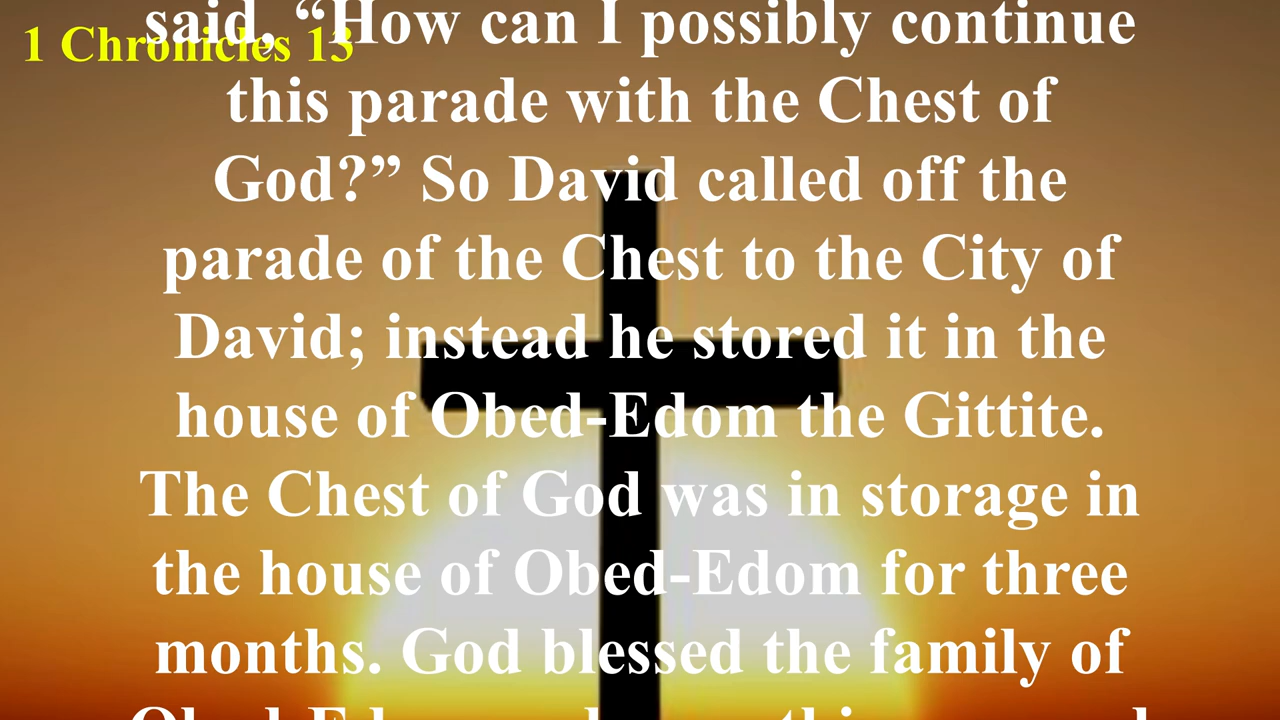 1 Chronicles 13
said, “How can I possibly continue
this parade with the Chest of
God?” So David called off the
parade of the Chest to the City of
David; instead he stored it in the
house of Obed-Edom the Gittite.
The Chest of God was in storage in
the house of Obed-Edom for three
months. God blessed the family of